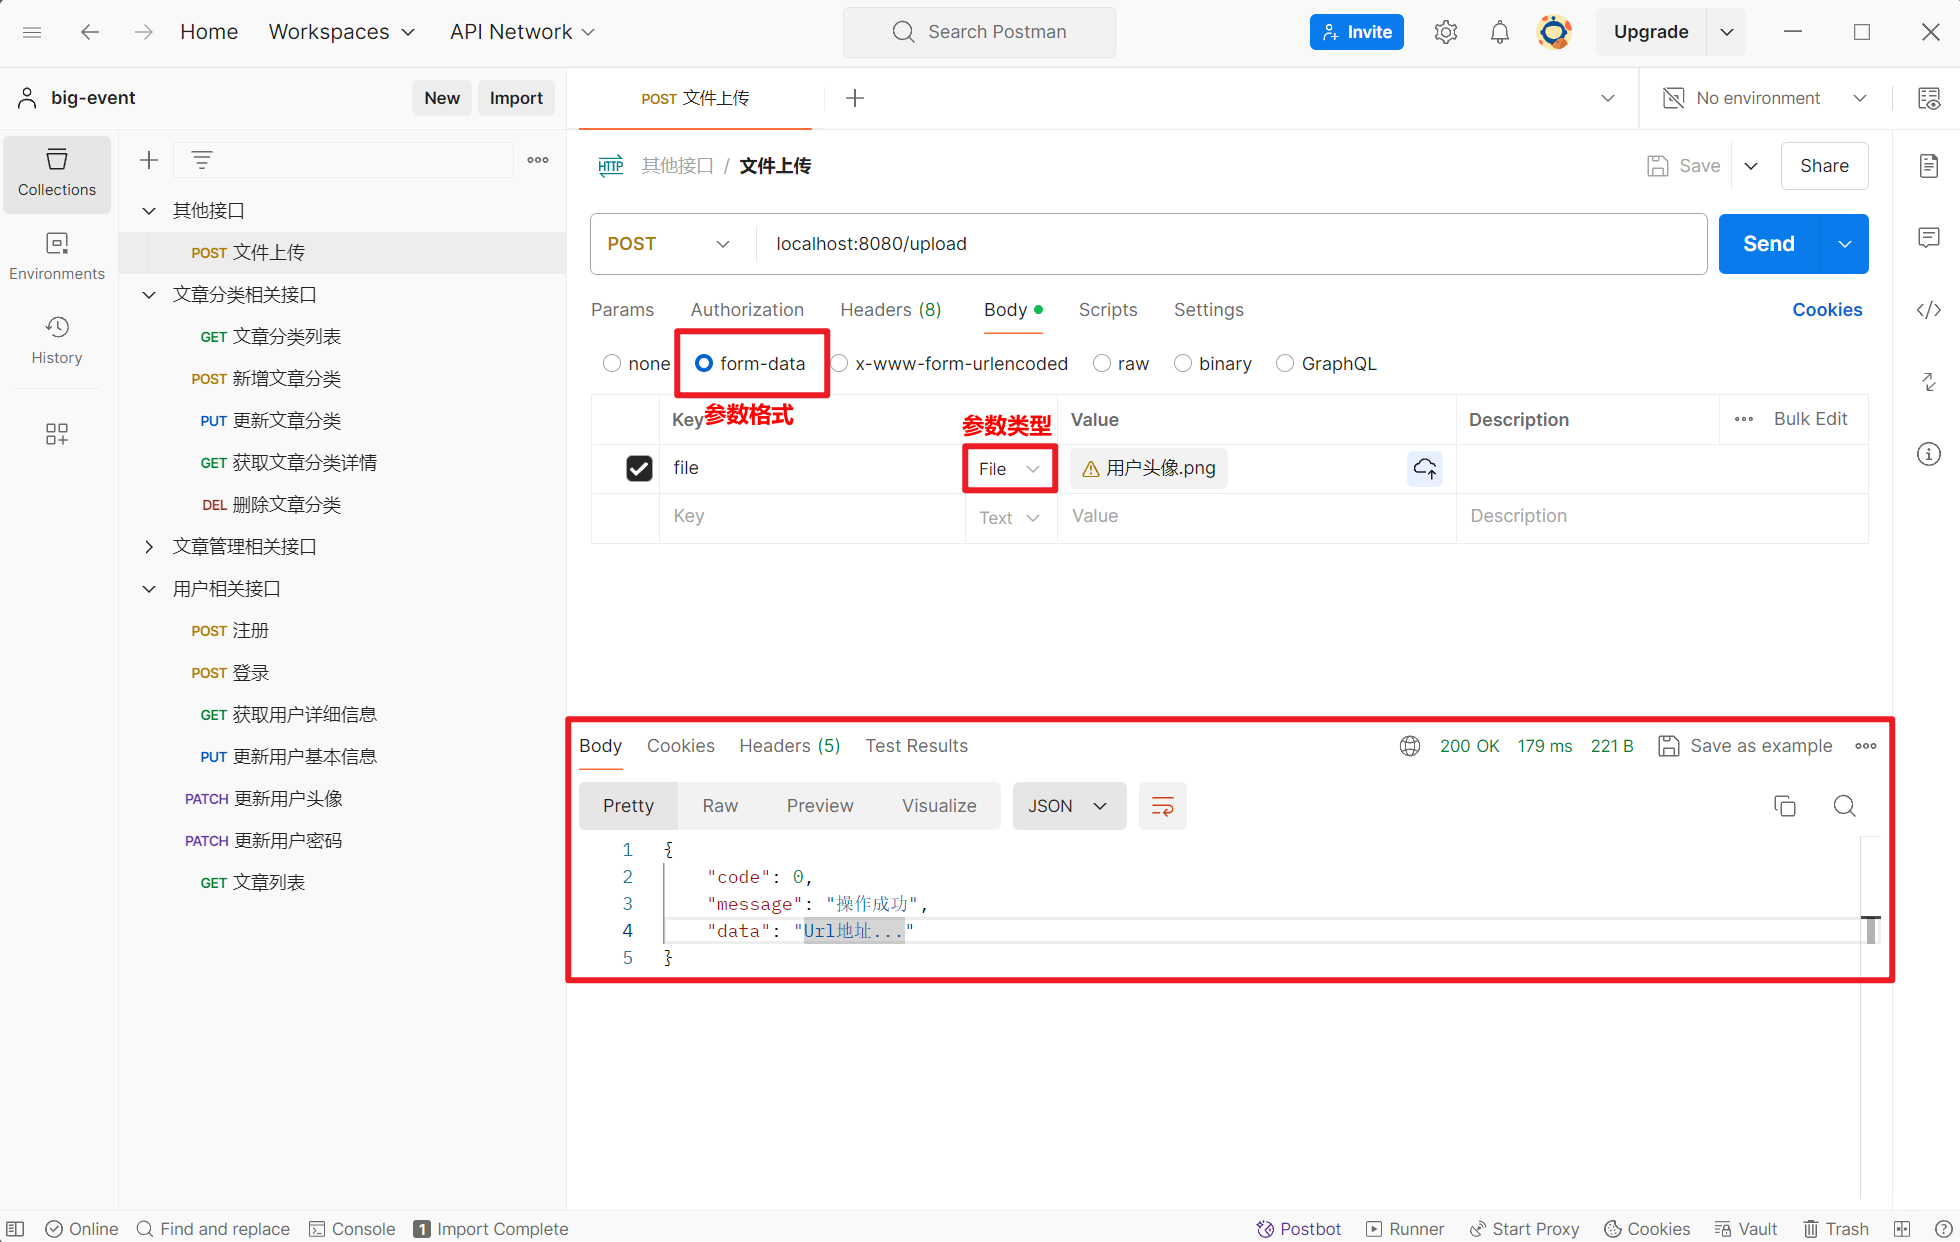 Home Workspaces API Network Search Postman Invite Upgrade
big-event New Import POST 文件上传 No environment
Collections
Environments
History
其他接口
POST 文件上传
文章分类相关接口
GET 文章分类列表
POST 新增文章分类
PUT 更新文章分类
GET 获取文章分类详情
DEL 删除文章分类
文章管理相关接口
用户相关接口
POST 注册
POST 登录
GET 获取用户详细信息
PUT 更新用户基本信息
PATCH 更新用户头像
PATCH 更新用户密码
GET 文章列表
HTTP 其他接口 / 文件上传 Save Share
POST localhost:8080/upload Send
Params Authorization Headers (8) Body Scripts Settings Cookies
none form-data x-www-form-urlencoded raw binary GraphQL
Key 参数格式 参数类型 Value Description Bulk Edit
file File 用户头像.png
Key Text Value Description
Body Cookies Headers (5) Test Results 200 OK 179 ms 221 B Save as example
Pretty Raw Preview Visualize JSON
1 {
2 "code": 0,
3 "message": "操作成功",
4 "data": "Url地址..."
5 }
Online Find and replace Console 1 Import Complete Postbot Runner Start Proxy Cookies Vault Trash